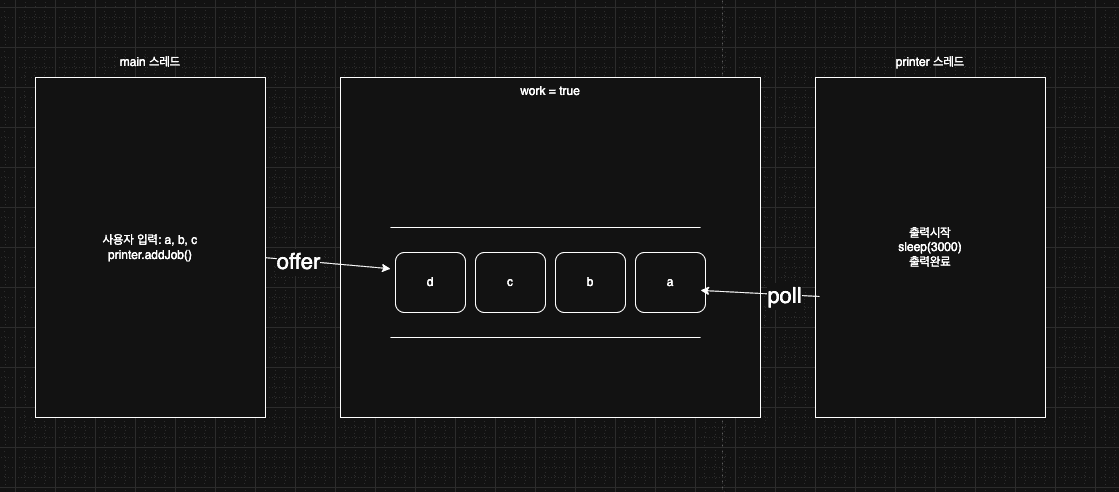 main 스레드
work = true
printer 스레드
사용자 입력: a, b, c
printer.addJob()
offer
d
c
b
a
poll
출력시작
sleep(3000)
출력완료